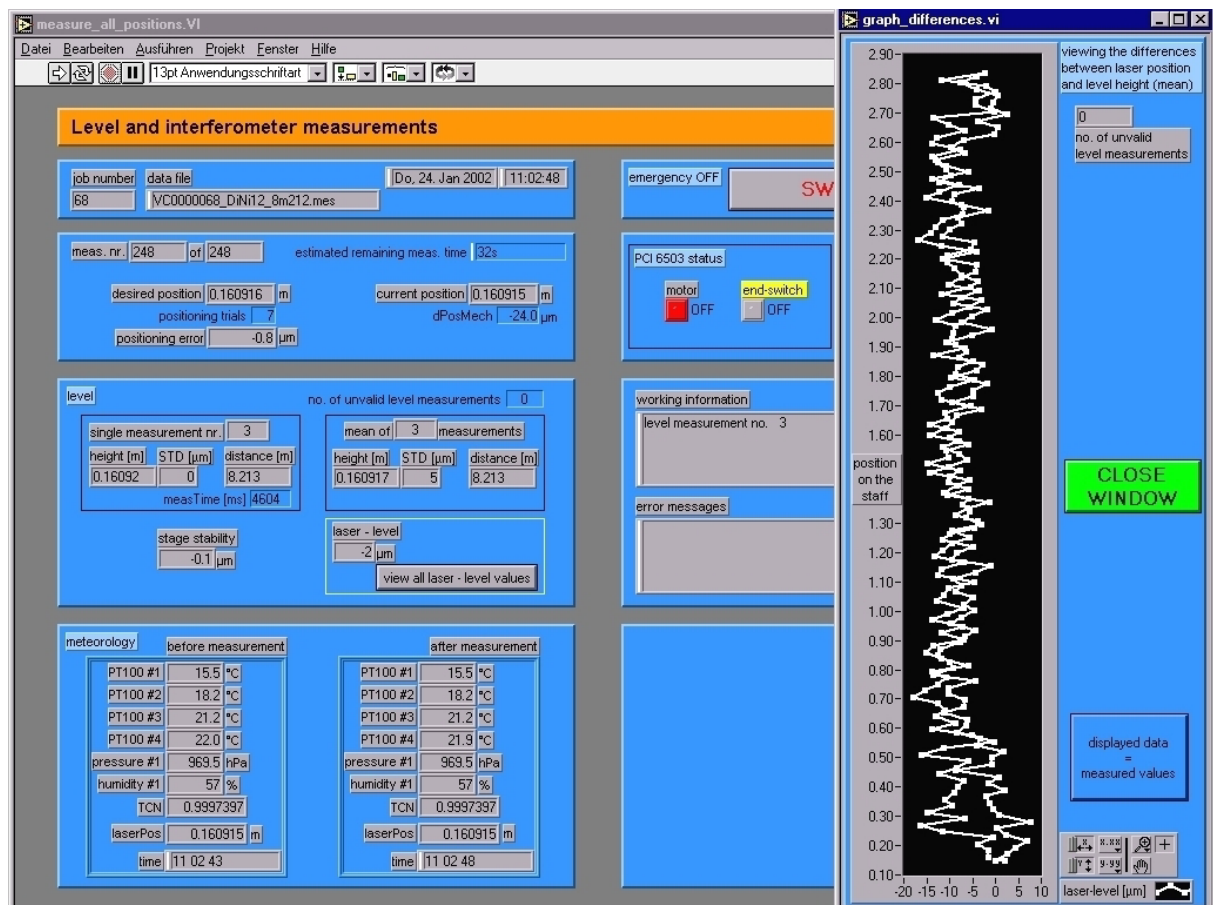 measure_all_positions.VI
Datei Bearbeiten Ausführen Projekt Fenster Hilfe
13pt Anwendungsschriftart
Level and interferometer measurements
job number data file Do, 24. Jan 2002 11:02:48
68 VC0000068_DiNi12_8m212.mes
emergency OFF SW
meas. nr. 248 of 248 estimated remaining meas. time 32s
desired position 0.160916 m current position 0.160915 m
positioning trials 7 dPosMech -24.0 µm
positioning error -0.8 µm
PCI 6503 status
motor end-switch
OFF OFF
level no. of unvalid level measurements 0
single measurement nr. 3 mean of 3 measurements
height [m] STD [µm] distance [m] height [m] STD [µm] distance [m]
0.16092 0 8.213 0.160917 5 8.213
measTime [ms] 4604
stage stability laser - level
-0.1 µm -2 µm
view all laser - level values
working information
level measurement no. 3
error messages
meteorology before measurement after measurement
PT100 #1 15.5 °C PT100 #1 15.5 °C
PT100 #2 18.2 °C PT100 #2 18.2 °C
PT100 #3 21.2 °C PT100 #3 21.2 °C
PT100 #4 22.0 °C PT100 #4 21.9 °C
pressure #1 969.5 hPa pressure #1 969.5 hPa
humidity #1 57 % humidity #1 57 %
TCN 0.9997397 TCN 0.9997397
laserPos 0.160915 m laserPos 0.160915 m
time 11 02 43 time 11 02 48
graph_differences.vi
viewing the differences
between laser position
and level height (mean)
0
no. of unvalid
level measurements
2.90
2.80
2.70
2.60
2.50
2.40
2.30
2.20
2.10
2.00
1.90
1.80
1.70
1.60
position
on the
staff
1.30
1.20
1.10
1.00
0.90
0.80
0.70
0.60
0.50
0.40
0.30
0.20
0.10
-20 -15 -10 -5 0 5 10
CLOSE
WINDOW
displayed data
=
measured values
X X.XX
Y Y.YY
laser-level [µm]